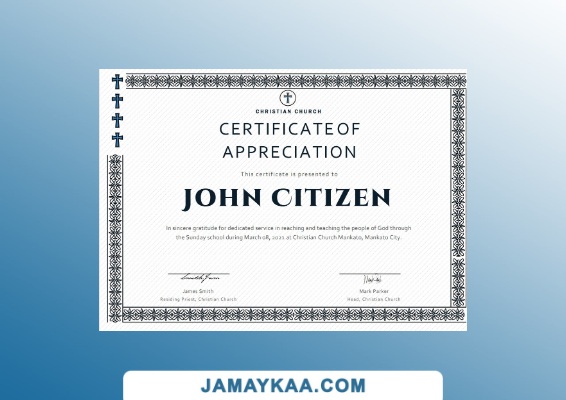 CHRISTIAN CHURCH
CERTIFICATE OF
APPRECIATION
This certificate is presented to
JOHN CITIZEN
In sincere gratitude for dedicated service in reaching and teaching the people of God through
the Sunday school during March 08, 2025 at Christian Church Mankato, Mankato City.
James Smith
Reading Priest, Christian Church
Mark Parker
Head, Christian Church
JAMAYKAA.COM